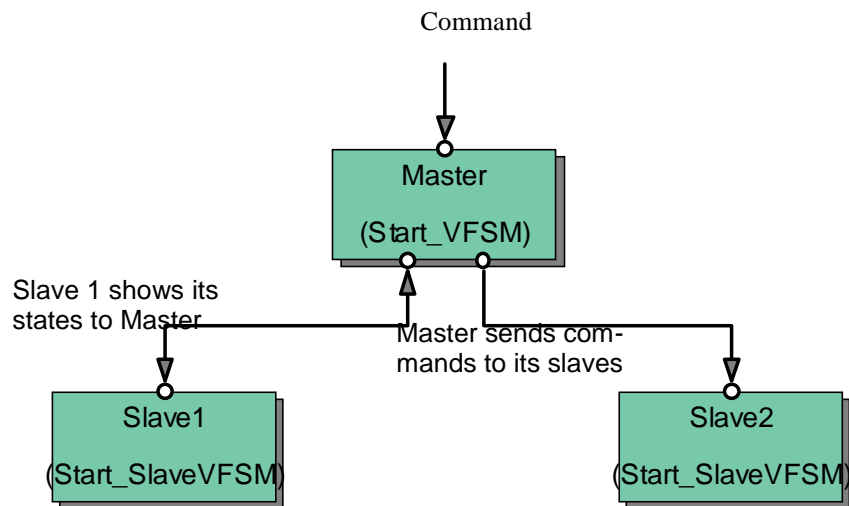 Command
Master
(Start_VFSM)
Slave 1 shows its
states to Master
Master sends com-
mands to its slaves
Slave1
(Start_SlaveVFSM)
Slave2
(Start_SlaveVFSM)